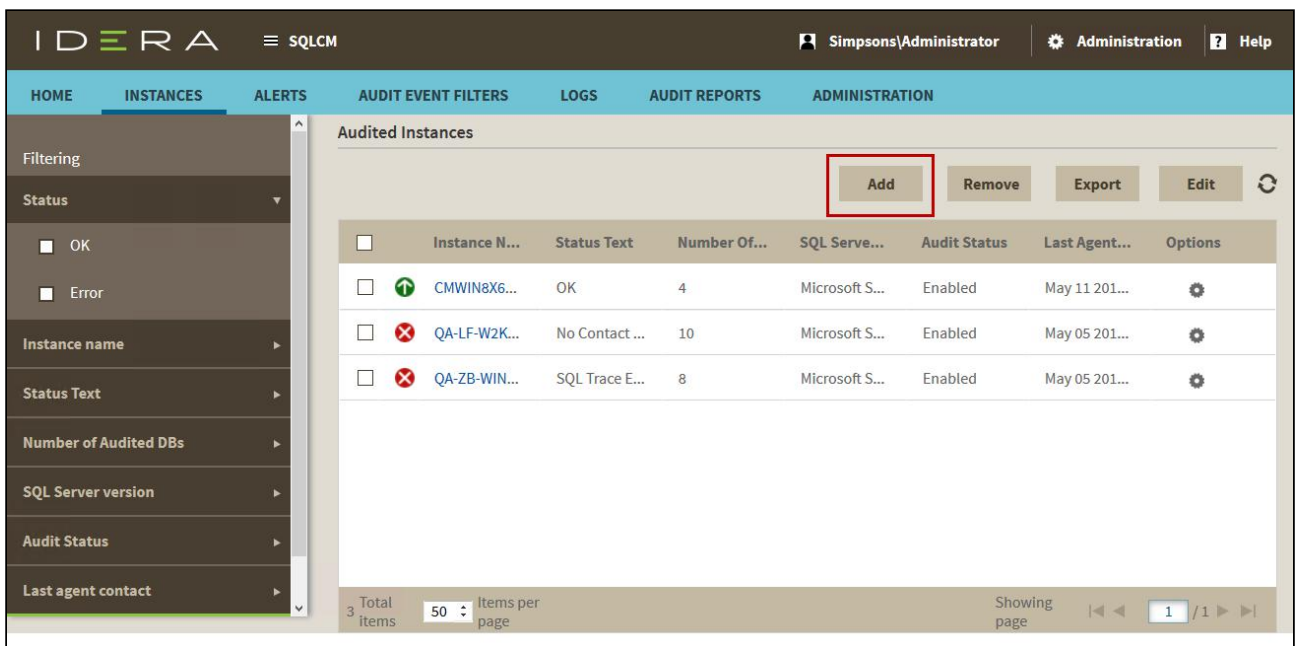 IDERA
SQLCM
Simpsons\Administrator
Administration
? Help
HOME INSTANCES ALERTS AUDIT EVENT FILTERS LOGS AUDIT REPORTS ADMINISTRATION
Filtering
Status
OK
Error
Instance name
Status Text
Number of Audited DBs
SQL Server version
Audit Status
Last agent contact
Audited Instances
Add Remove Export Edit
Instance N... Status Text Number Of... SQL Serve... Audit Status Last Agent... Options
CMWIN8X6... OK 4 Microsoft S... Enabled May 11 201...
QA-LF-W2K... No Contact ... 10 Microsoft S... Enabled May 05 201...
QA-ZB-WIN... SQL Trace E... 8 Microsoft S... Enabled May 05 201...
3 Total items 50 Items per page Showing page 1 / 1